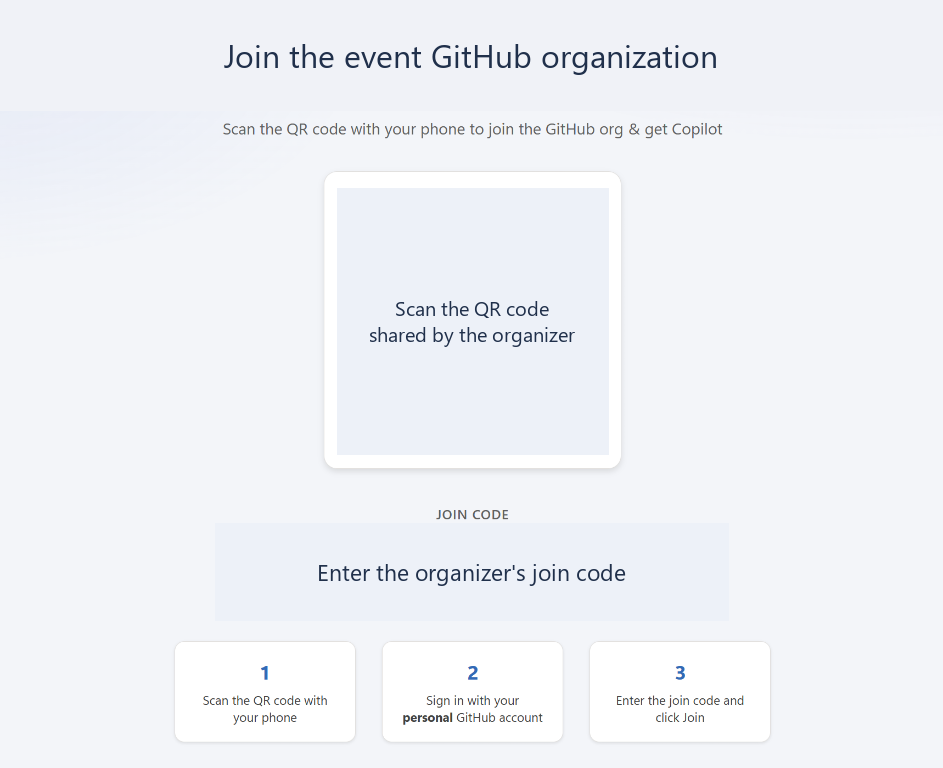 Join the event GitHub organization
Scan the QR code with your phone to join the GitHub org & get Copilot
Scan the QR code
shared by the organizer
JOIN CODE
Enter the organizer's join code
1
Scan the QR code with
your phone
2
Sign in with your
personal GitHub account
3
Enter the join code and
click Join